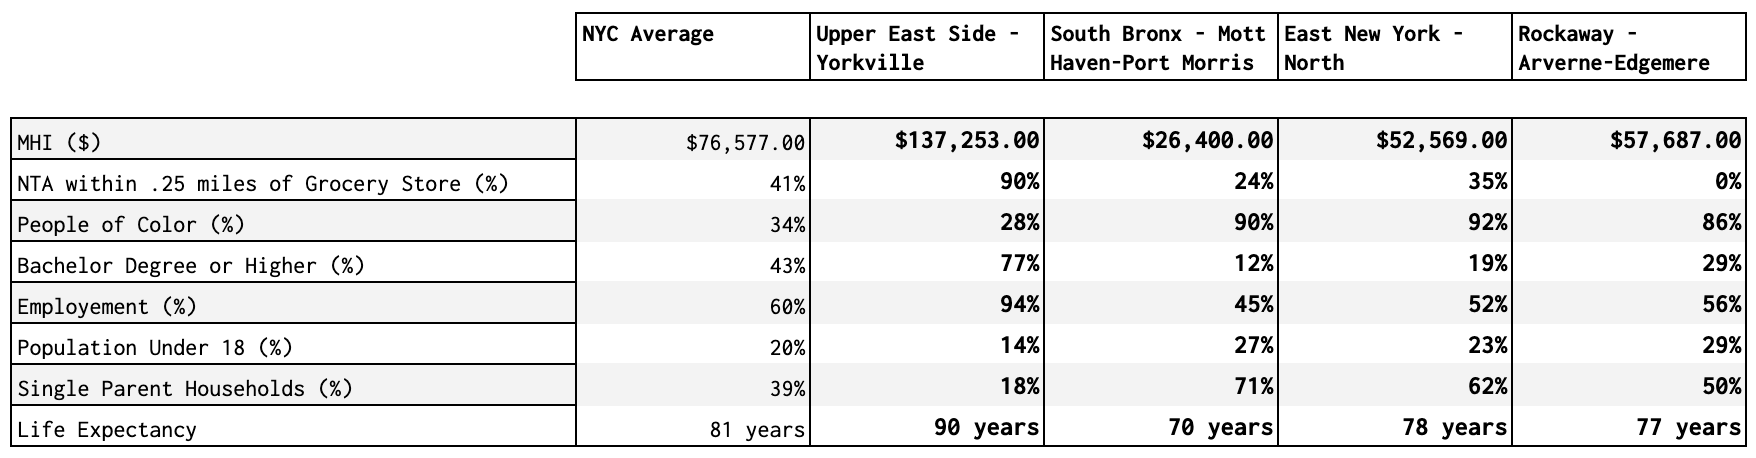 NYC Average Upper East Side - South Bronx - Mott East New York - Rockaway -
Yorkville Haven-Port Morris North Arverne-Edgemere
MHI ($) $76,577.00 $137,253.00 $26,400.00 $52,569.00 $57,687.00
NTA within .25 miles of Grocery Store (%) 41% 90% 24% 35% 0%
People of Color (%) 34% 28% 90% 92% 86%
Bachelor Degree or Higher (%) 43% 77% 12% 19% 29%
Employement (%) 60% 94% 45% 52% 56%
Population Under 18 (%) 20% 14% 27% 23% 29%
Single Parent Households (%) 39% 18% 71% 62% 50%
Life Expectancy 81 years 90 years 70 years 78 years 77 years